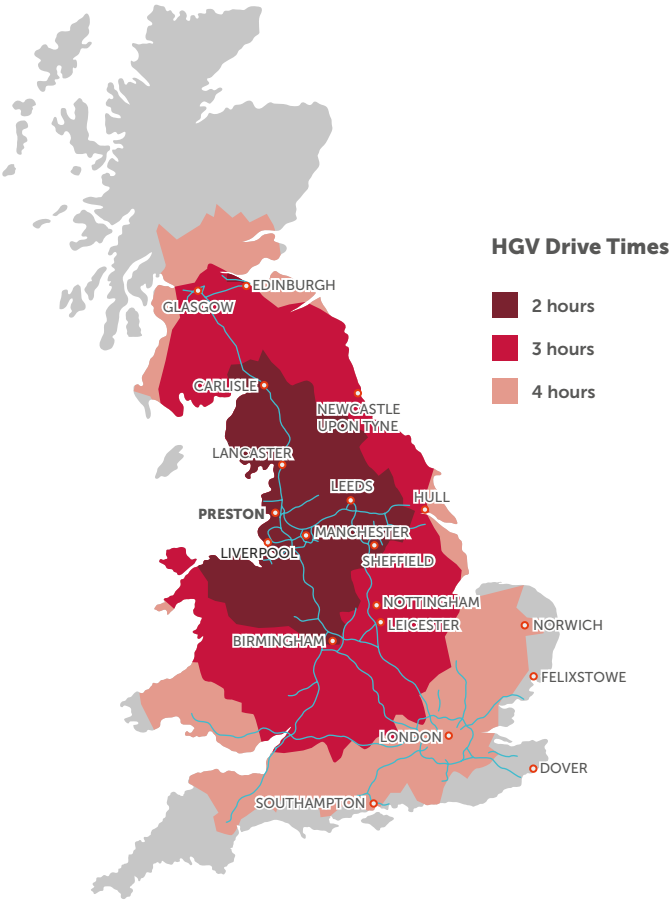 HGV Drive Times
2 hours
3 hours
4 hours
EDINBURGH
GLASGOW
CARLISLE
NEWCASTLE
UPON TYNE
LANCASTER
LEEDS
HULL
PRESTON
MANCHESTER
LIVERPOOL
SHEFFIELD
NOTTINGHAM
LEICESTER
NORWICH
BIRMINGHAM
FELIXSTOWE
LONDON
DOVER
SOUTHAMPTON